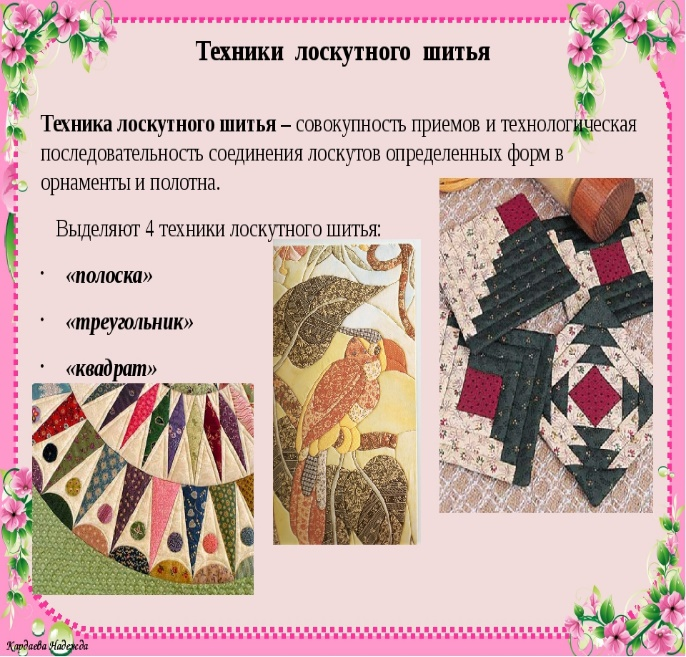 Техники лоскутного шитья
Техника лоскутного шитья – совокупность приемов и технологическая
последовательность соединения лоскутов определенных форм в
орнаменты и полотна.
Выделяют 4 техники лоскутного шитья:
· «полоска»
· «треугольник»
· «квадрат»
Кардаева Надежда